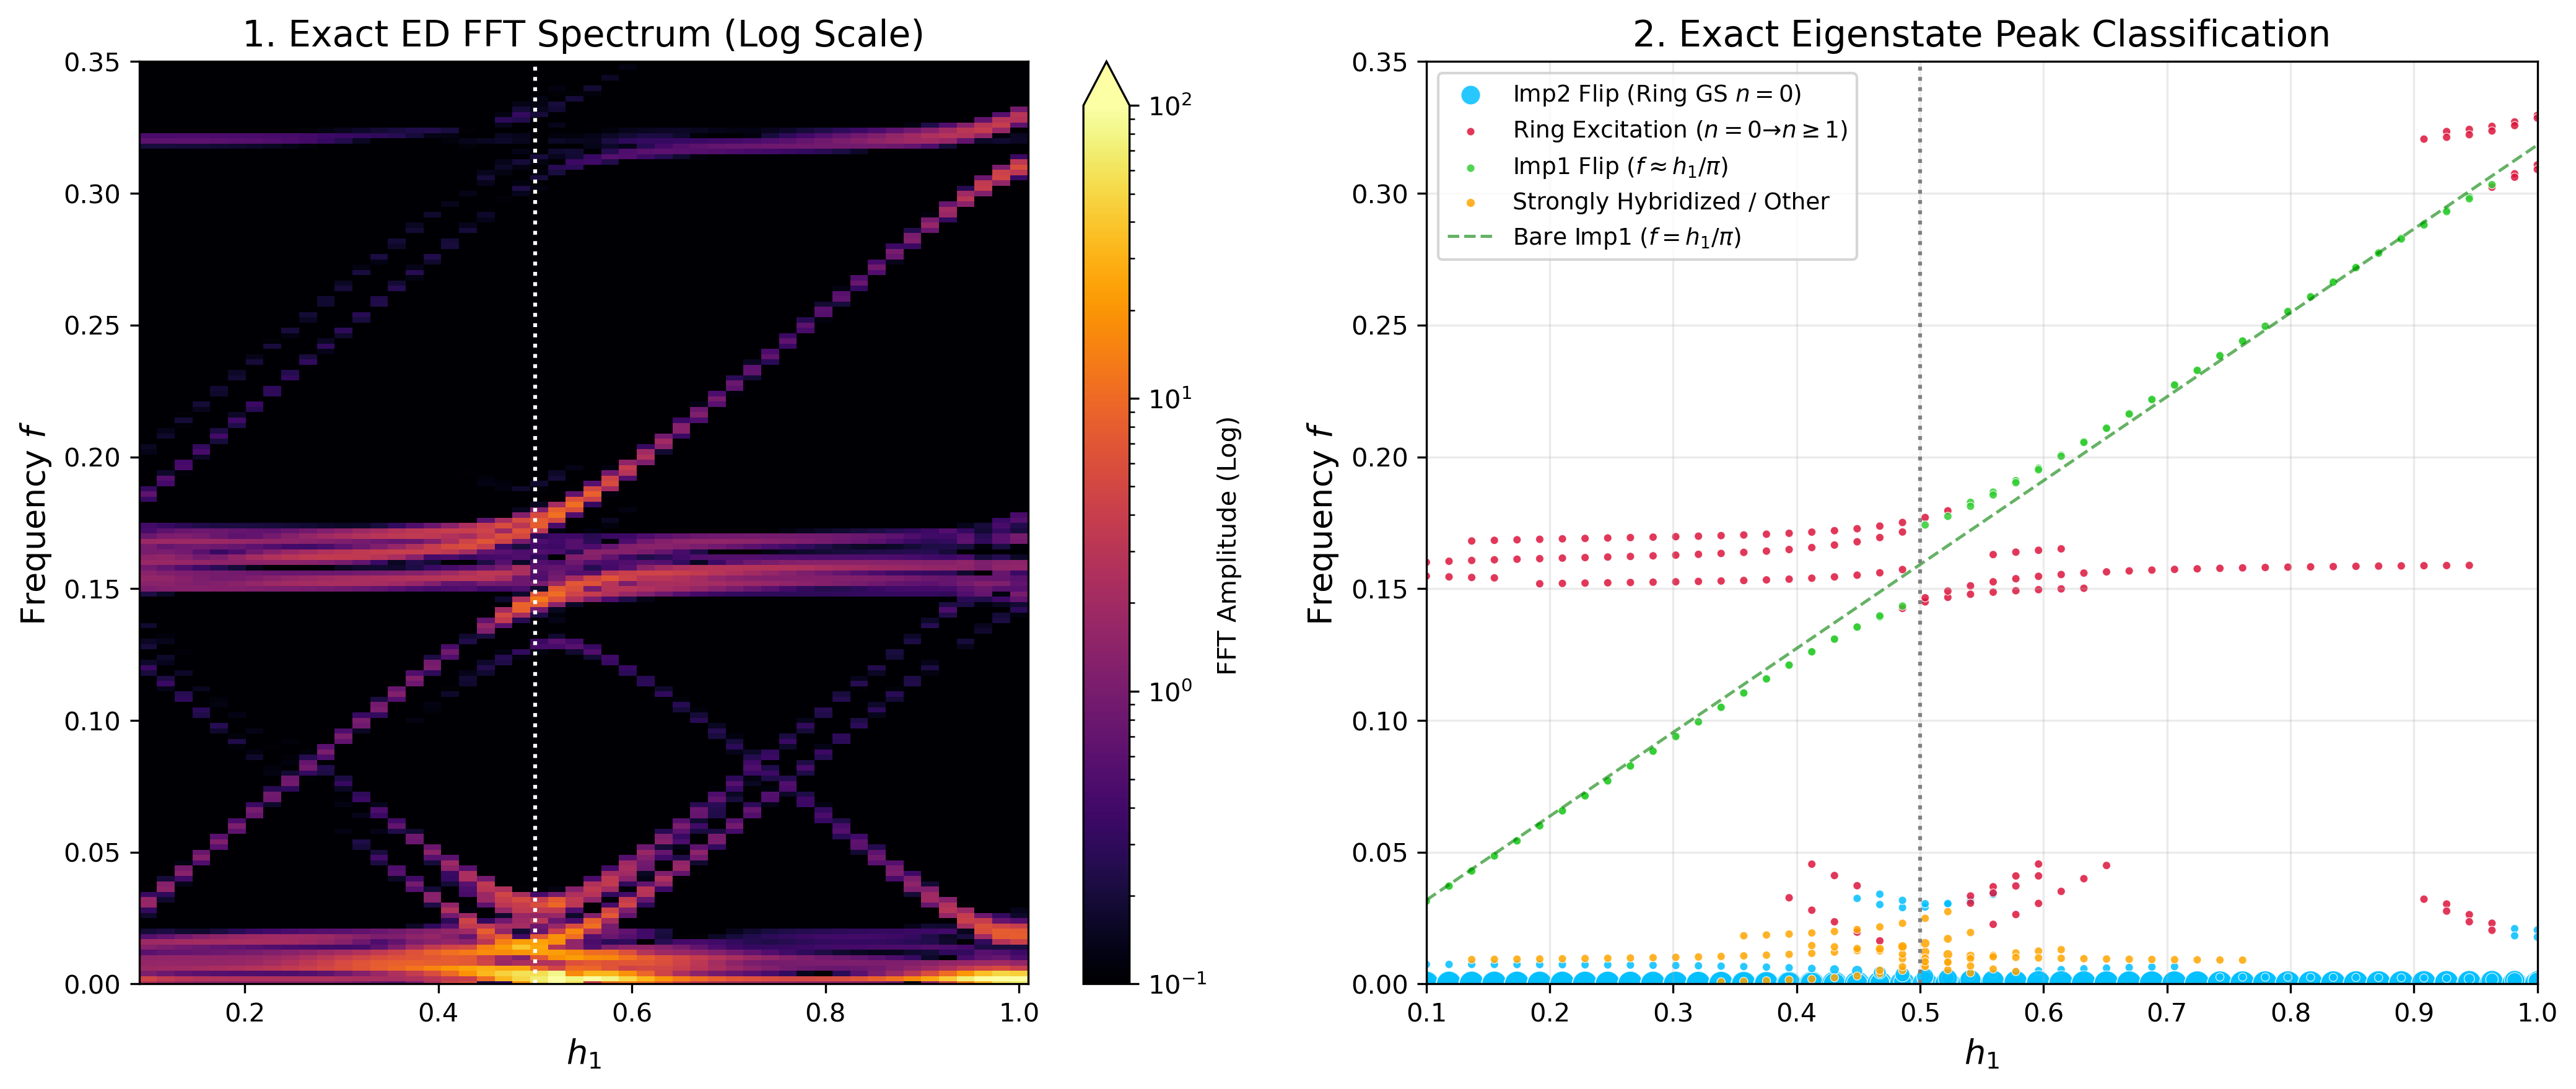 1. Exact ED FFT Spectrum (Log Scale)
0.35
0.30
0.25
0.20
0.15
0.10
0.05
0.00
Frequency f
0.2
0.4
0.6
0.8
1.0
h₁
10²
10¹
10⁰
10⁻¹
FFT Amplitude (Log)
2. Exact Eigenstate Peak Classification
Imp2 Flip (Ring GS n = 0)
Ring Excitation (n = 0→n ≥ 1)
Imp1 Flip (f ≈ h₁/π)
Strongly Hybridized / Other
Bare Imp1 (f = h₁/π)
0.35
0.30
0.25
0.20
0.15
0.10
0.05
0.00
Frequency f
0.1
0.2
0.3
0.4
0.5
0.6
0.7
0.8
0.9
1.0
h₁